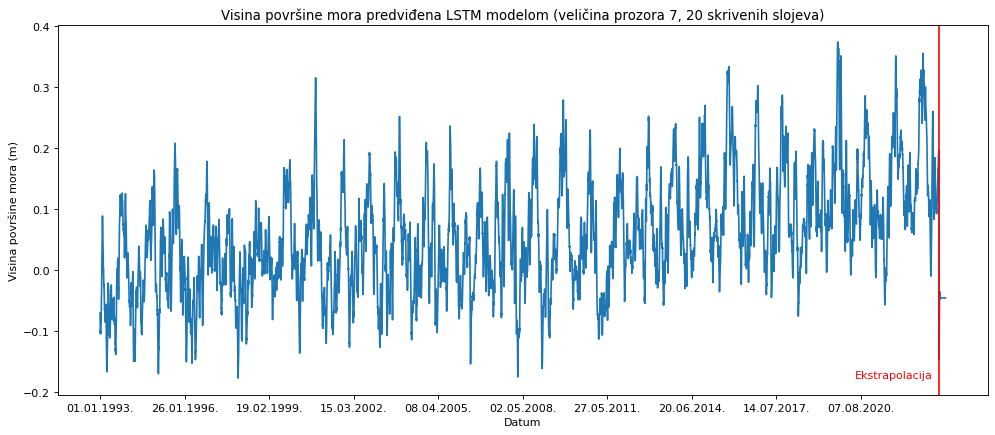 Visina površine mora predviđena LSTM modelom (veličina prozora 7, 20 skrivenih slojeva)
Visina površine mora (m)
0.4
0.3
0.2
0.1
0.0
−0.1
−0.2
Ekstrapolacija
01.01.1993. 26.01.1996. 19.02.1999. 15.03.2002. 08.04.2005. 02.05.2008. 27.05.2011. 20.06.2014. 14.07.2017. 07.08.2020.
Datum